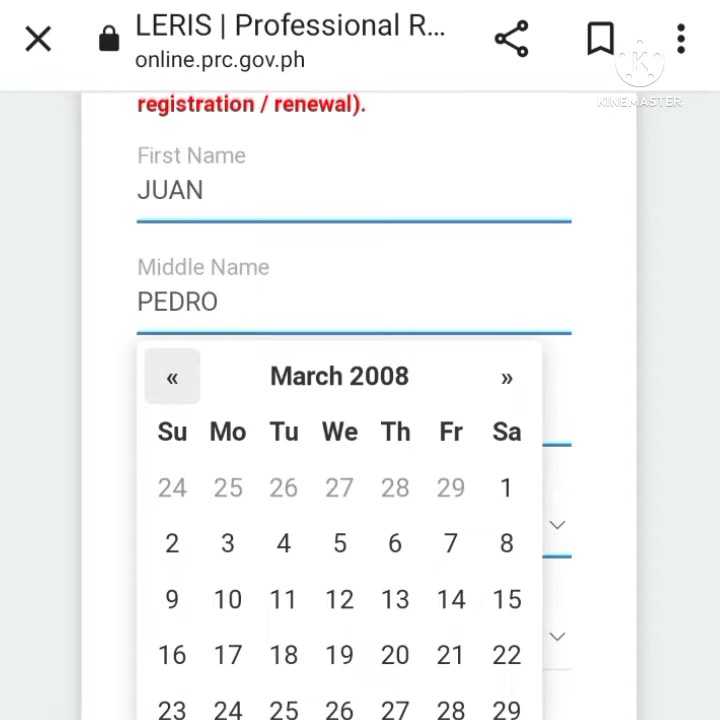 LERIS | Professional R...
online.prc.gov.ph
KINEMASTER
registration / renewal).
First Name
JUAN
Middle Name
PEDRO
« March 2008 »
Su Mo Tu We Th Fr Sa
24 25 26 27 28 29 1
2 3 4 5 6 7 8
9 10 11 12 13 14 15
16 17 18 19 20 21 22
23 24 25 26 27 28 29